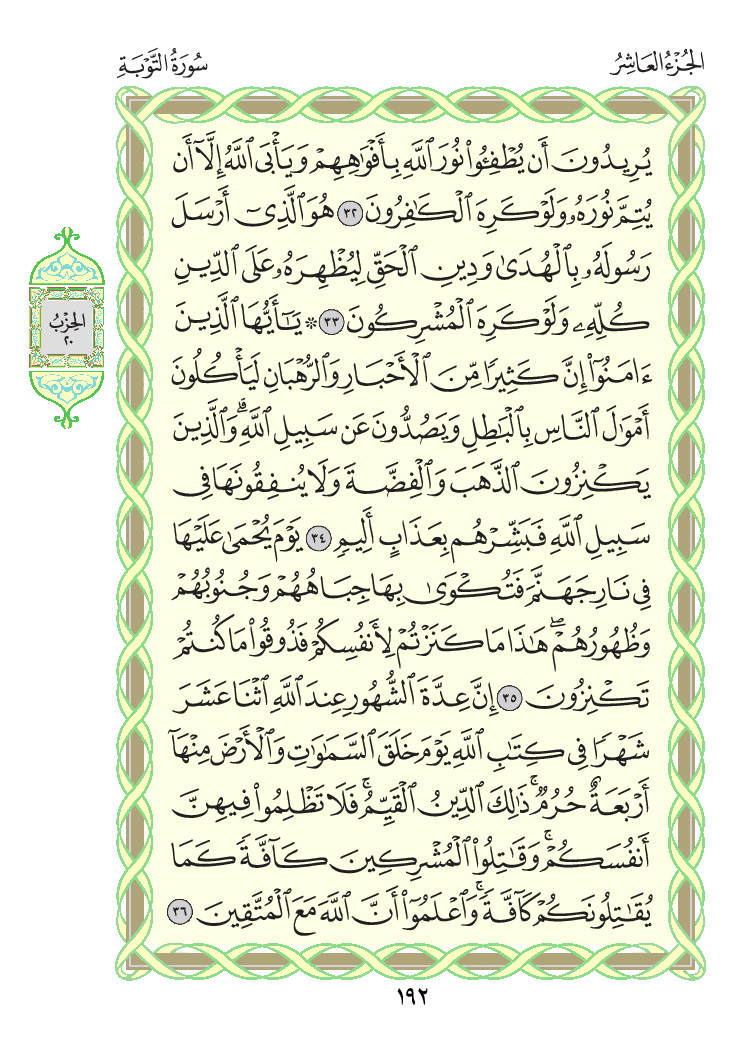 الجُزْءُ العَاشِرُ
سُورَةُ التَّوْبَةِ
يُرِيدُونَ أَن يُطْفِـُٔوا۟ نُورَ ٱللَّهِ بِأَفْوَٰهِهِمْ وَيَأْبَى ٱللَّهُ إِلَّآ أَن
يُتِمَّ نُورَهُۥ وَلَوْ كَرِهَ ٱلْكَٰفِرُونَ ٣٢ هُوَ ٱلَّذِىٓ أَرْسَلَ
رَسُولَهُۥ بِٱلْهُدَىٰ وَدِينِ ٱلْحَقِّ لِيُظْهِرَهُۥ عَلَى ٱلدِّينِ
كُلِّهِۦ وَلَوْ كَرِهَ ٱلْمُشْرِكُونَ ٣٣ * يَٰٓأَيُّهَا ٱلَّذِينَ
ءَامَنُوٓا۟ إِنَّ كَثِيرًا مِّنَ ٱلْأَحْبَارِ وَٱلرُّهْبَانِ لَيَأْكُلُونَ
أَمْوَٰلَ ٱلنَّاسِ بِٱلْبَٰطِلِ وَيَصُدُّونَ عَن سَبِيلِ ٱللَّهِ ۗ وَٱلَّذِينَ
يَكْنِزُونَ ٱلذَّهَبَ وَٱلْفِضَّةَ وَلَا يُنفِقُونَهَا فِى
سَبِيلِ ٱللَّهِ فَبَشِّرْهُم بِعَذَابٍ أَلِيمٍ ٣٤ يَوْمَ يُحْمَىٰ عَلَيْهَا
فِى نَارِ جَهَنَّمَ فَتُكْوَىٰ بِهَا جِبَاهُهُمْ وَجُنُوبُهُمْ
وَظُهُورُهُمْ ۖ هَٰذَا مَا كَنَزْتُمْ لِأَنفُسِكُمْ فَذُوقُوا۟ مَا كُنتُمْ
تَكْنِزُونَ ٣٥ إِنَّ عِدَّةَ ٱلشُّهُورِ عِندَ ٱللَّهِ ٱثْنَا عَشَرَ
شَهْرًا فِى كِتَٰبِ ٱللَّهِ يَوْمَ خَلَقَ ٱلسَّمَٰوَٰتِ وَٱلْأَرْضَ مِنْهَآ
أَرْبَعَةٌ حُرُمٌ ۚ ذَٰلِكَ ٱلدِّينُ ٱلْقَيِّمُ ۚ فَلَا تَظْلِمُوا۟ فِيهِنَّ
أَنفُسَكُمْ ۚ وَقَٰتِلُوا۟ ٱلْمُشْرِكِينَ كَآفَّةً كَمَا
يُقَٰتِلُونَكُمْ كَآفَّةً ۚ وَٱعْلَمُوٓا۟ أَنَّ ٱللَّهَ مَعَ ٱلْمُتَّقِينَ ٣٦
الحِزْبُ
٢٠
١٩٢